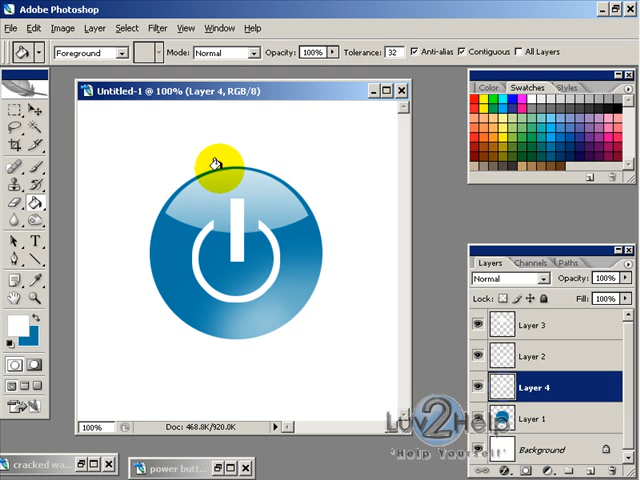 Adobe Photoshop
File Edit Image Layer Select Filter View Window Help
Foreground Mode: Normal Opacity: 100% Tolerance: 32 Anti-alias Contiguous All Layers
Untitled-1 @ 100% (Layer 4, RGB/8)
Color Swatches Styles
Layers Channels Paths
Normal Opacity: 100%
Lock: Fill: 100%
Layer 3
Layer 2
Layer 4
Layer 1
Background
100% Doc: 468.8K/920.0K
Luv2Help
"Help Yourself"
cracked wa...
power butt...